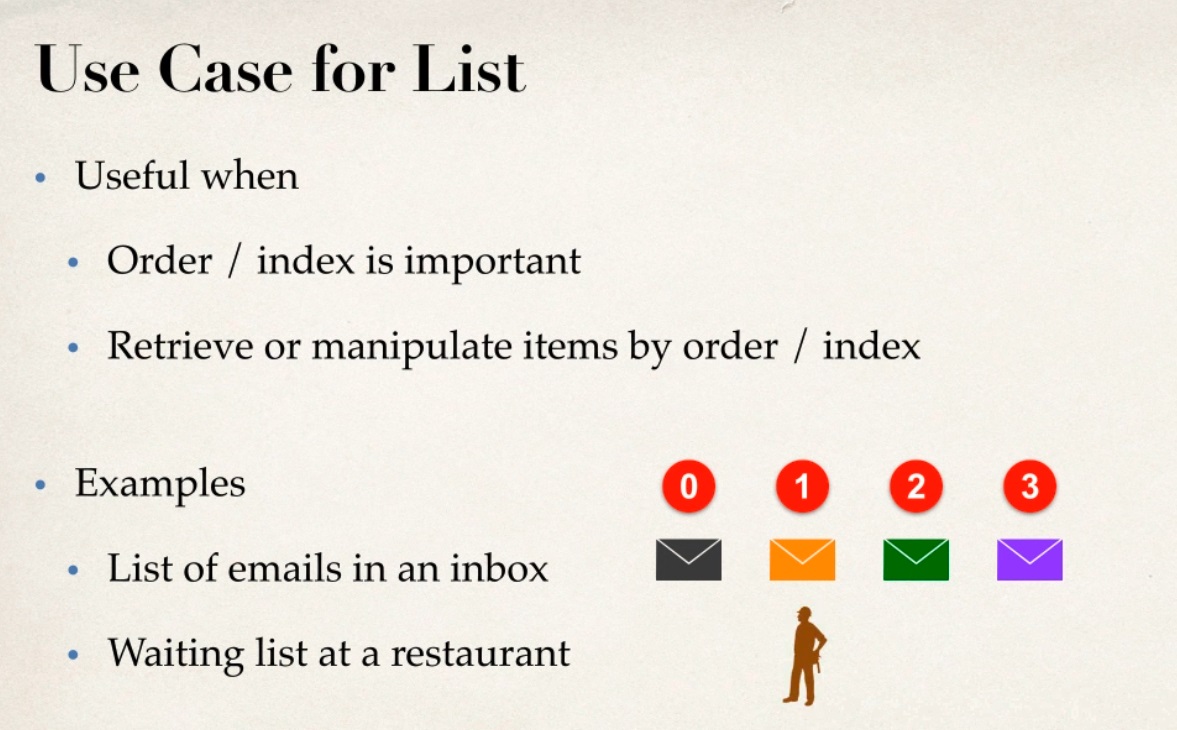 Use Case for List
• Useful when
• Order / index is important
• Retrieve or manipulate items by order / index
• Examples
0 1 2 3
• List of emails in an inbox
• Waiting list at a restaurant